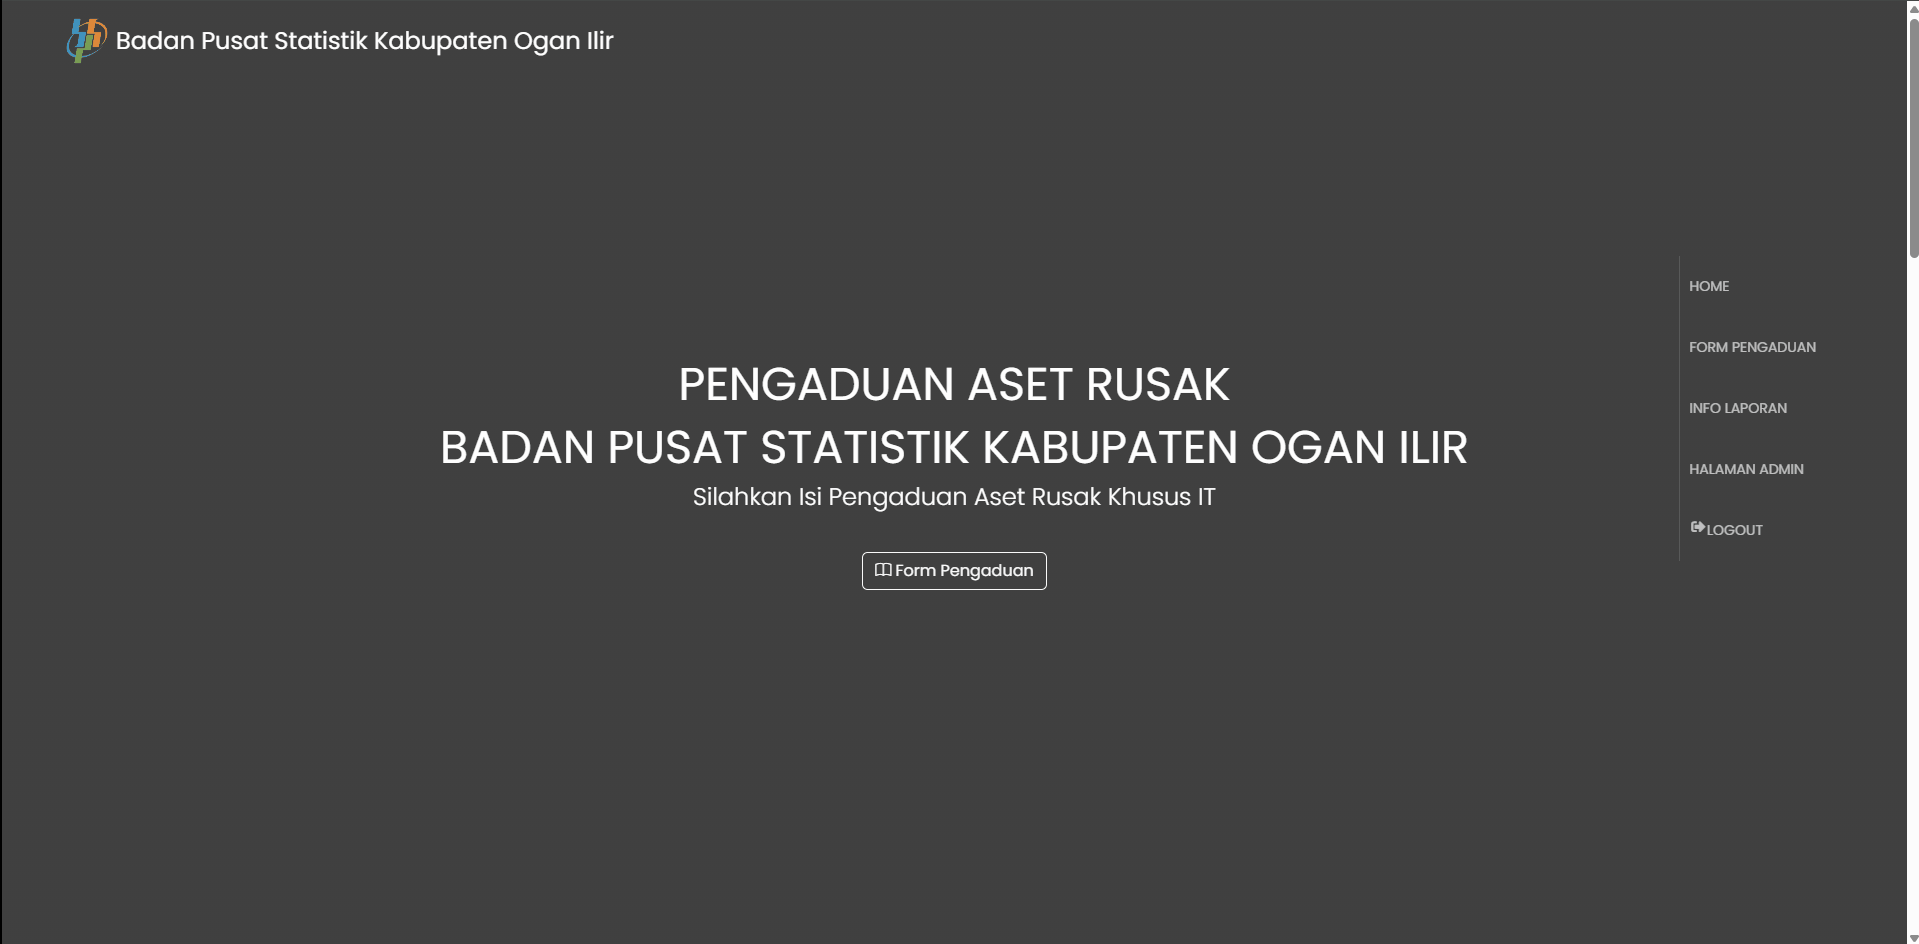 Badan Pusat Statistik Kabupaten Ogan Ilir
HOME
FORM PENGADUAN
INFO LAPORAN
HALAMAN ADMIN
LOGOUT
PENGADUAN ASET RUSAK
BADAN PUSAT STATISTIK KABUPATEN OGAN ILIR
Silahkan Isi Pengaduan Aset Rusak Khusus IT
Form Pengaduan